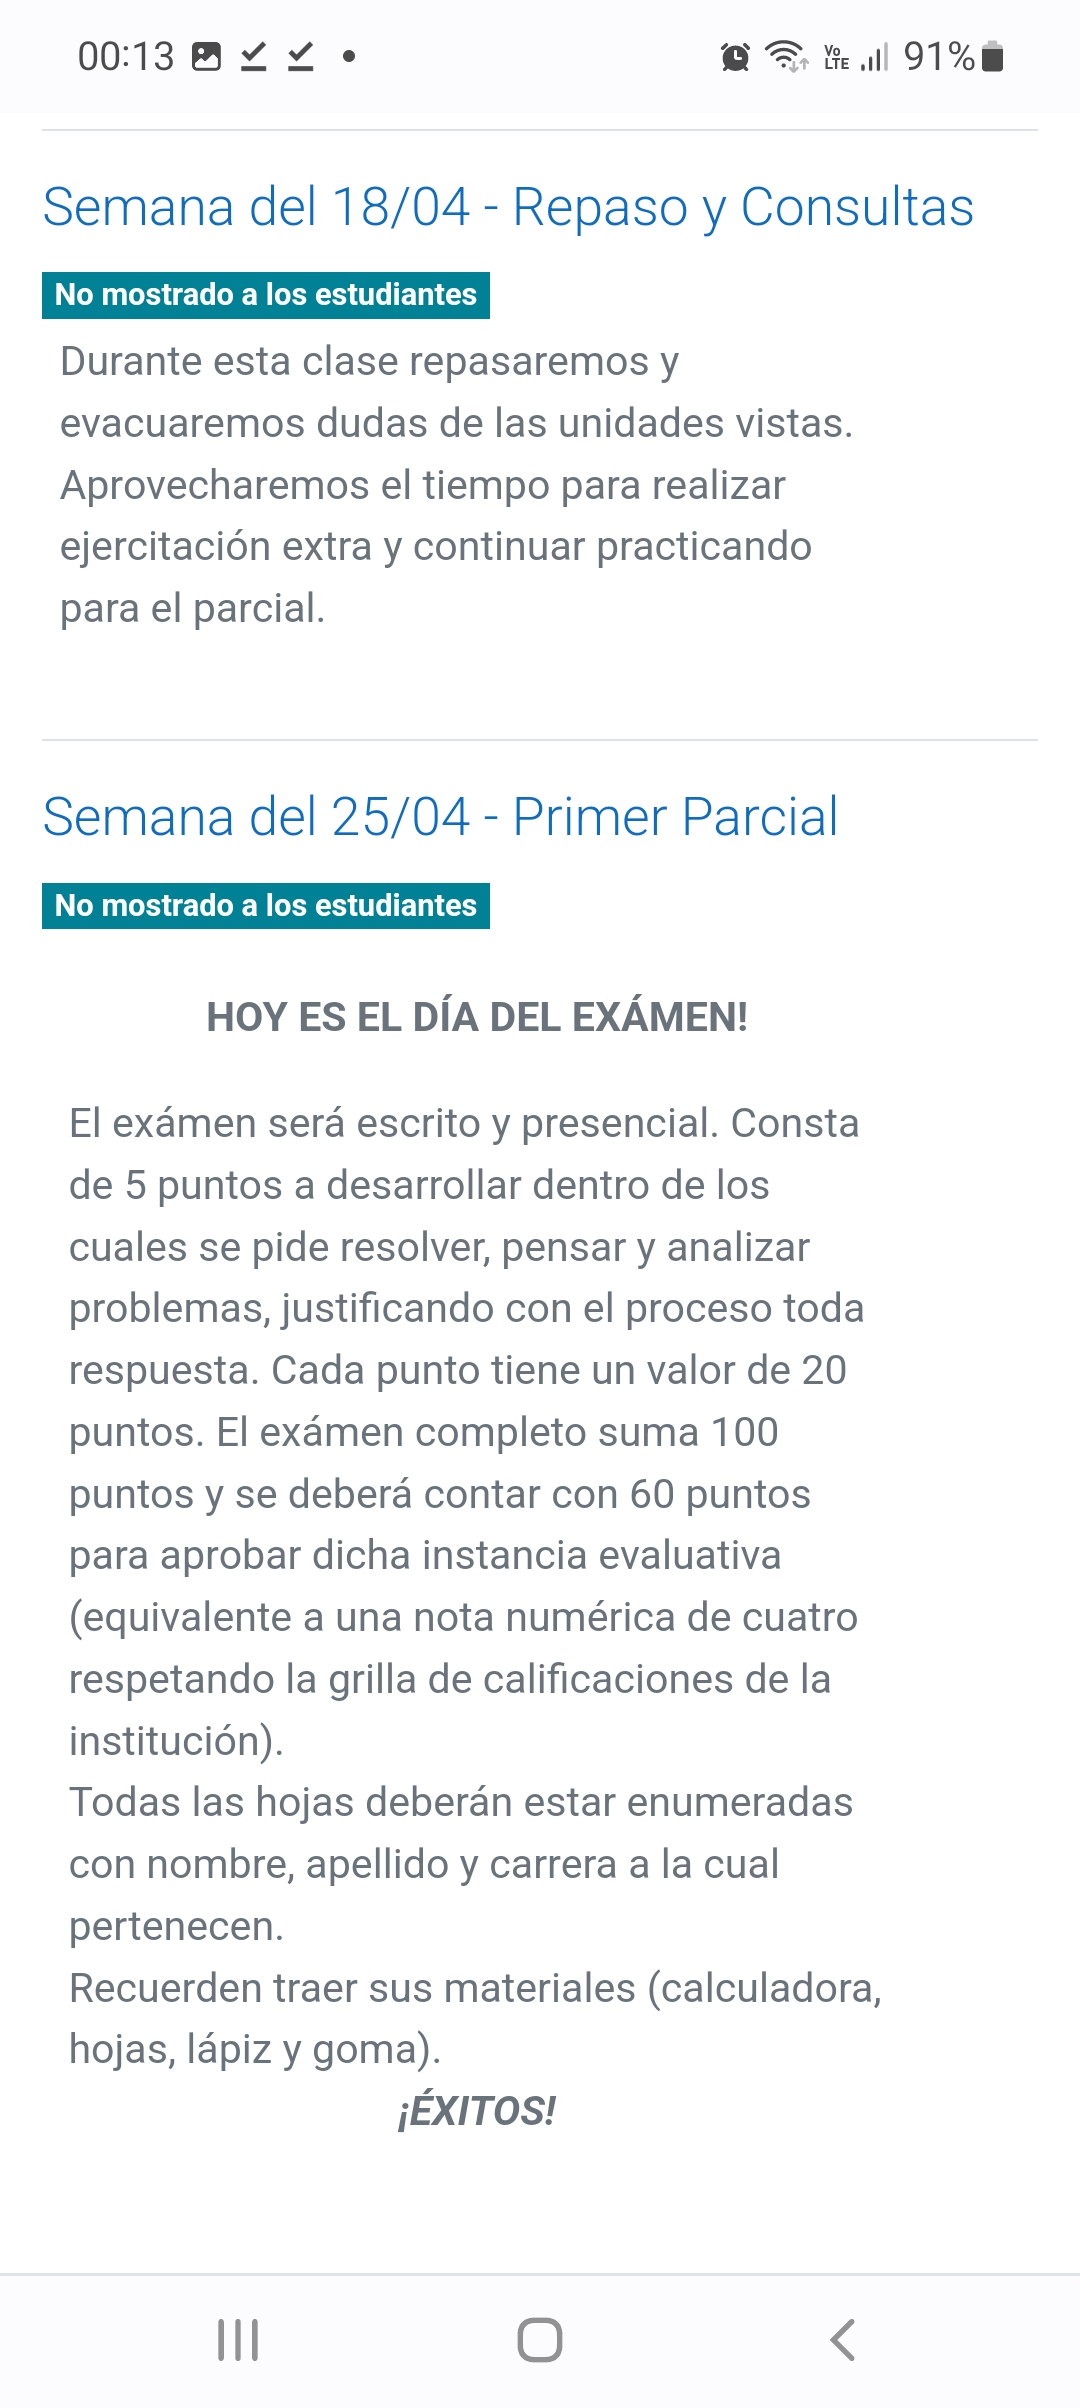 00:13
Vo LTE 91%
Semana del 18/04 - Repaso y Consultas
No mostrado a los estudiantes
Durante esta clase repasaremos y
evacuaremos dudas de las unidades vistas.
Aprovecharemos el tiempo para realizar
ejercitación extra y continuar practicando
para el parcial.
Semana del 25/04 - Primer Parcial
No mostrado a los estudiantes
HOY ES EL DÍA DEL EXÁMEN!
El exámen será escrito y presencial. Consta
de 5 puntos a desarrollar dentro de los
cuales se pide resolver, pensar y analizar
problemas, justificando con el proceso toda
respuesta. Cada punto tiene un valor de 20
puntos. El exámen completo suma 100
puntos y se deberá contar con 60 puntos
para aprobar dicha instancia evaluativa
(equivalente a una nota numérica de cuatro
respetando la grilla de calificaciones de la
institución).
Todas las hojas deberán estar enumeradas
con nombre, apellido y carrera a la cual
pertenecen.
Recuerden traer sus materiales (calculadora,
hojas, lápiz y goma).
¡ÉXITOS!